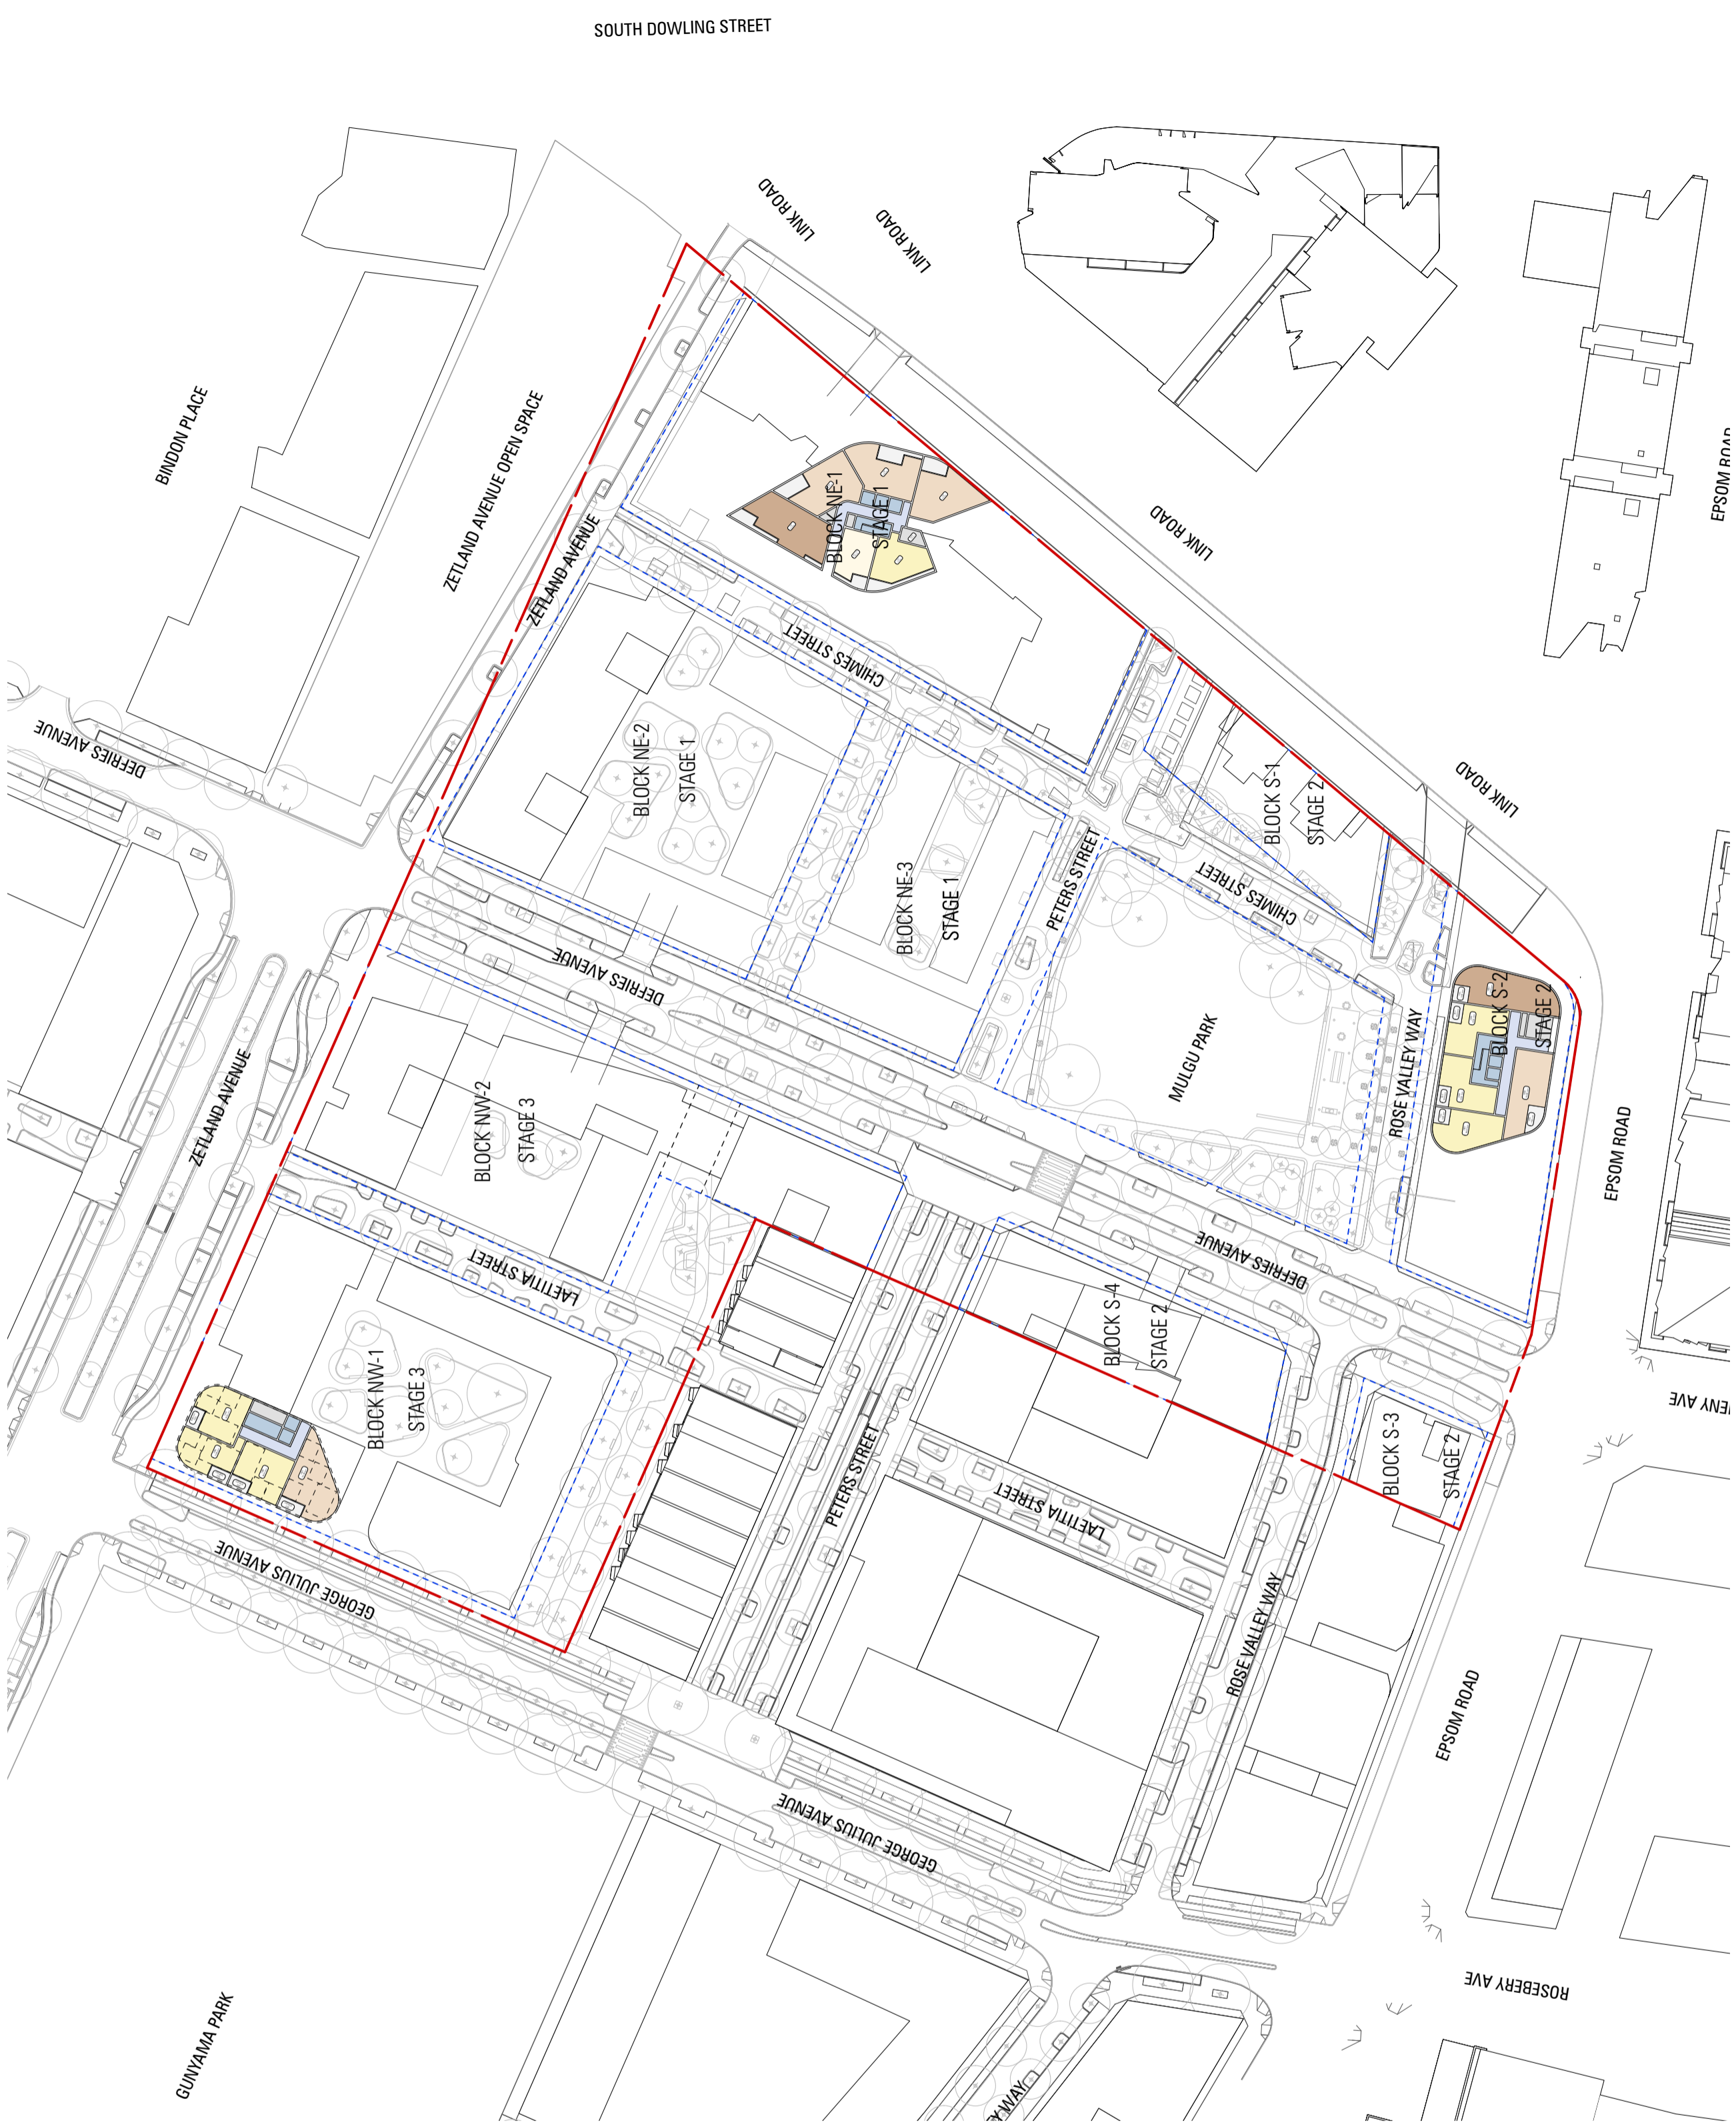 SOUTH DOWLING STREET
LINK ROAD
LINK ROAD
BINDON PLACE
ZETLAND AVENUE OPEN SPACE
ZETLAND AVENUE
BLOCK NE-1
STAGE 1
LINK ROAD
EPSOM ROAD
CHIMES STREET
DEFRIES AVENUE
BLOCK NE-2
STAGE 1
BLOCK NE-3
STAGE 1
PETERS STREET
BLOCK S-1
STAGE 2
LINK ROAD
CHIMES STREET
DEFRIES AVENUE
MULGU PARK
ROSE VALLEY WAY
BLOCK S-2
STAGE 2
ZETLAND AVENUE
BLOCK NW-2
STAGE 3
EPSOM ROAD
LAETITIA STREET
DEFRIES AVENUE
BLOCK S-4
STAGE 2
BLOCK NW-1
STAGE 3
BLOCK S-3
STAGE 2
ENY AVE
PETERS STREET
LAETITIA STREET
GEORGE JULIUS AVENUE
ROSE VALLEY WAY
EPSOM ROAD
GEORGE JULIUS AVENUE
ROSEBERY AVE
GUNYAMA PARK
Y WAY